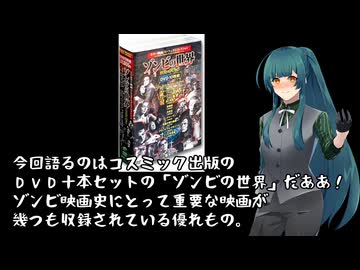 ゾンビの世界
今回語るのはコスミック出版の
ＤＶＤ十本セットの「ゾンビの世界」だああ！
ゾンビ映画史にとって重要な映画が
幾つも収録されている優れもの。